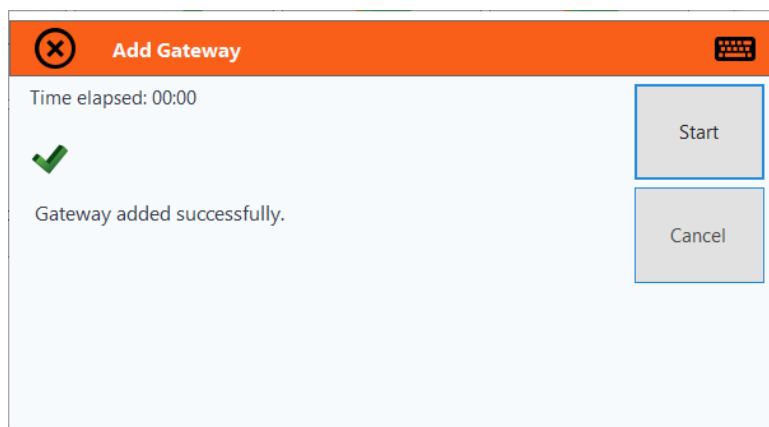 Add Gateway
Time elapsed: 00:00
Start
Gateway added successfully.
Cancel